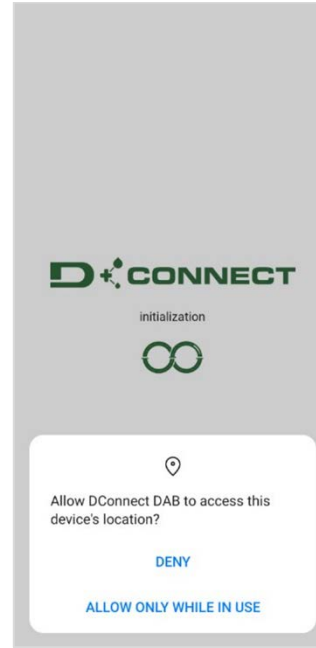 D CONNECT
initialization
Allow DConnect DAB to access this
device's location?
DENY
ALLOW ONLY WHILE IN USE